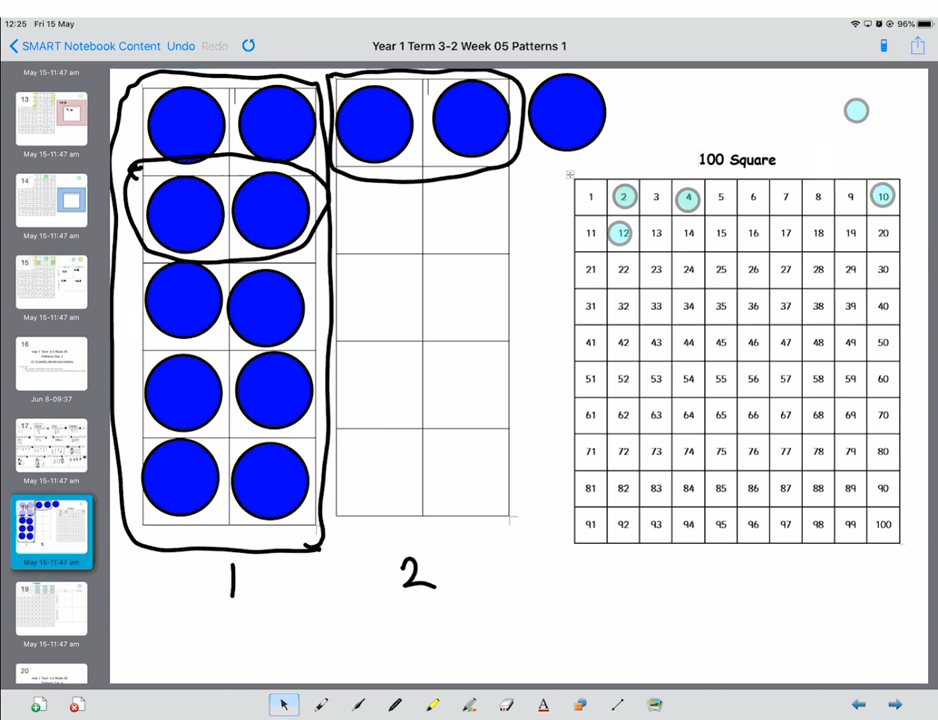 12:25 Fri 15 May
96%
SMART Notebook Content Undo Redo
Year 1 Term 3-2 Week 05 Patterns 1
May 15-11:47 am
13
May 15-11:47 am
14
May 15-11:47 am
15
May 15-11:47 am
16
Jun 8-09:37
17
May 15-11:47 am
May 15-11:47 am
19
May 15-11:47 am
20
1 2
100 Square
1 2 3 4 5 6 7 8 9 10
11 12 13 14 15 16 17 18 19 20
21 22 23 24 25 26 27 28 29 30
31 32 33 34 35 36 37 38 39 40
41 42 43 44 45 46 47 48 49 50
51 52 53 54 55 56 57 58 59 60
61 62 63 64 65 66 67 68 69 70
71 72 73 74 75 76 77 78 79 80
81 82 83 84 85 86 87 88 89 90
91 92 93 94 95 96 97 98 99 100
A